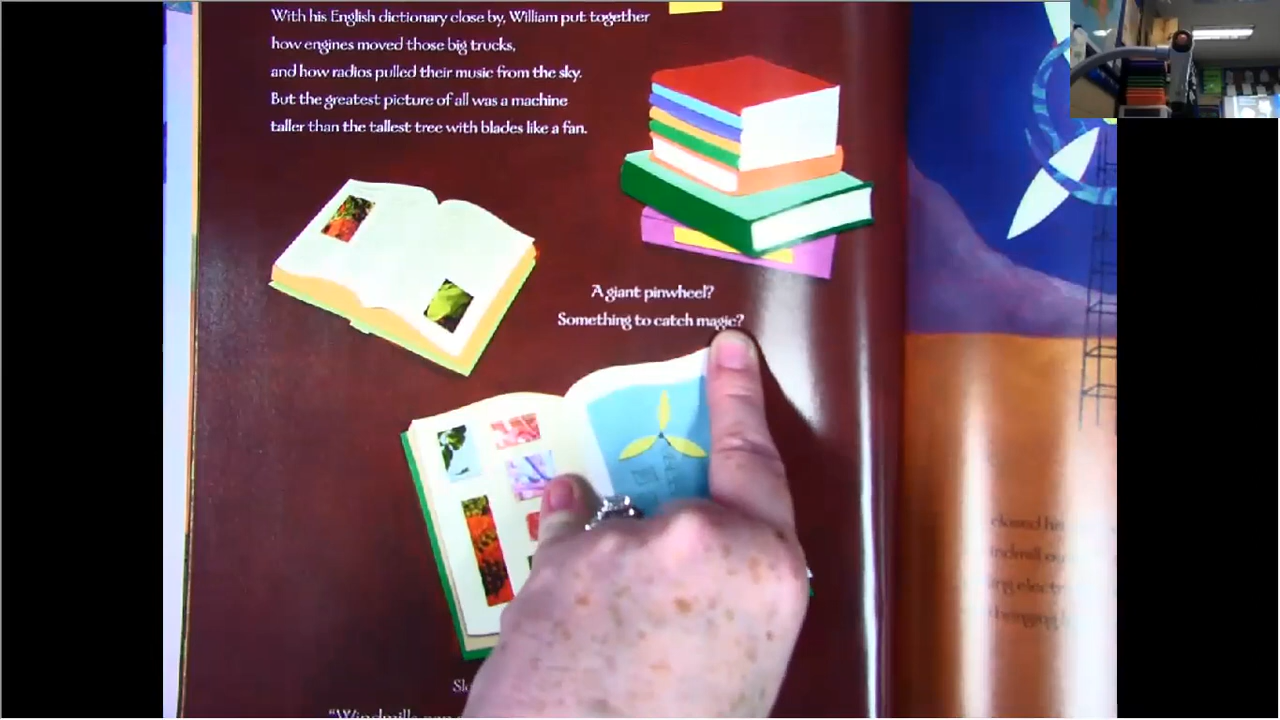 With his English dictionary close by, William put together
how engines moved those big trucks,
and how radios pulled their music from the sky.
But the greatest picture of all was a machine
taller than the tallest tree with blades like a fan.
A giant pinwheel?
Something to catch magic?
"Windmills can